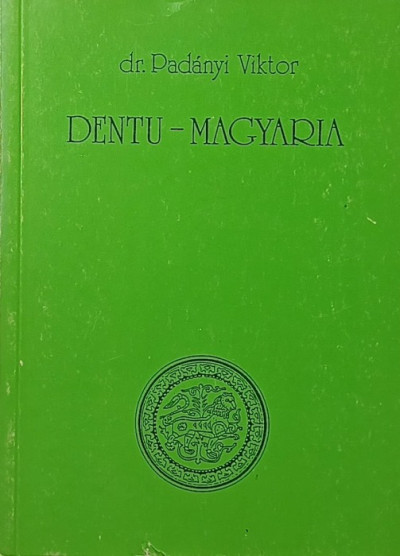 dr. Padányi Viktor
DENTU – MAGYARIA